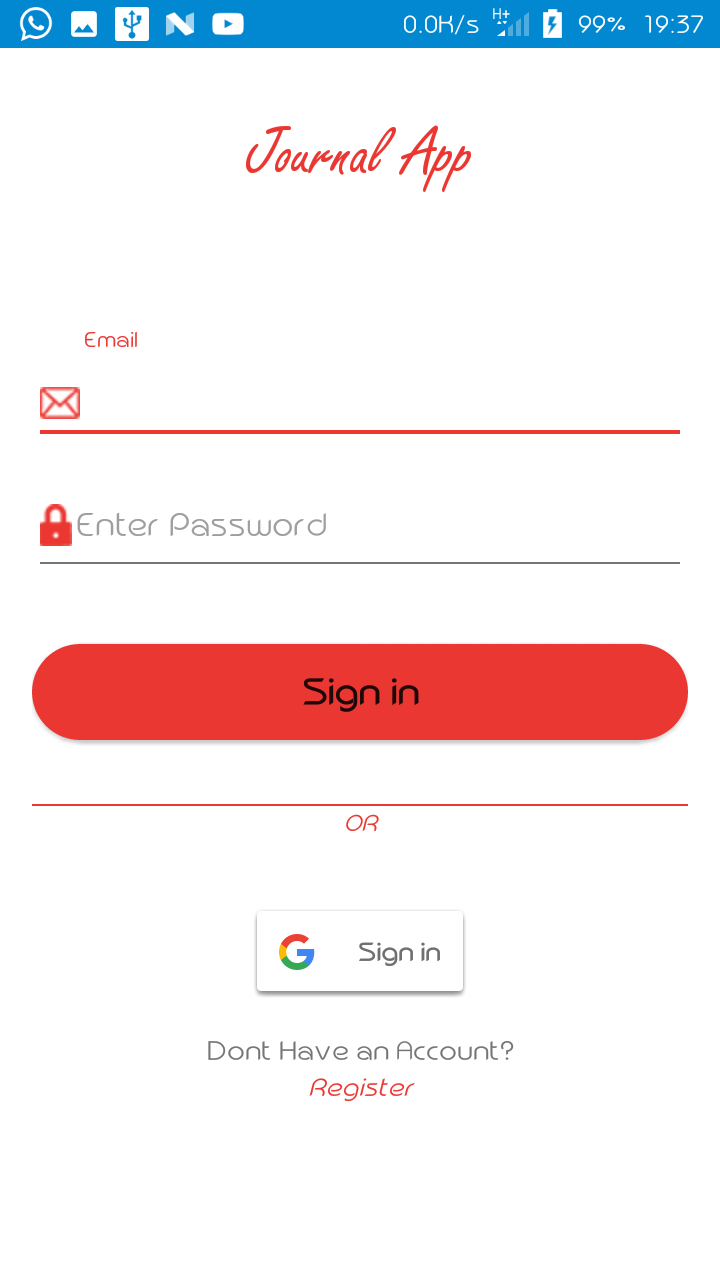 0.0K/s H+ 99% 19:37
Journal App
Email
Enter Password
Sign in
OR
Sign in
Dont Have an Account?
Register